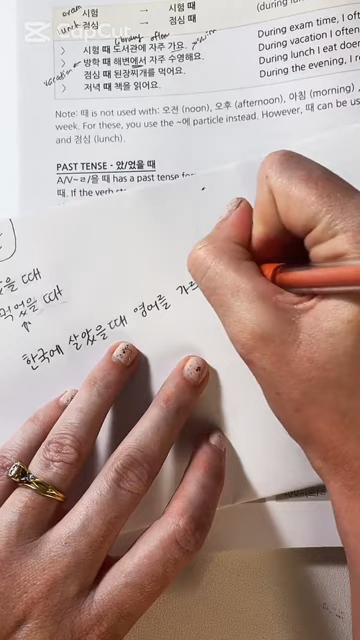 CapCut
exam
시험 → 시험 때 (during
lunch
점심 → 점심 때
library often
> 시험 때 도서관에 자주 가요. During exam time, I oft
vacation
> 방학 때 해변에서 자주 수영해요. During vacation I often
> 점심 때 된장찌개를 먹어요. During lunch I eat doe
> 저녁 때 책을 읽어요. During the evening, I r
Note: 때 is not used with: 오전 (noon), 오후 (afternoon), 아침 (morning),
week. For these, you use the ~에 particle instead. However, 때 can be us
and 점심 (lunch).
PAST TENSE - 았/었을 때
A/V~ㄹ/을 때 has a past tense for
때. If the verb
을 때
먹었을 때
한국에 살았을 때 영어를 가르